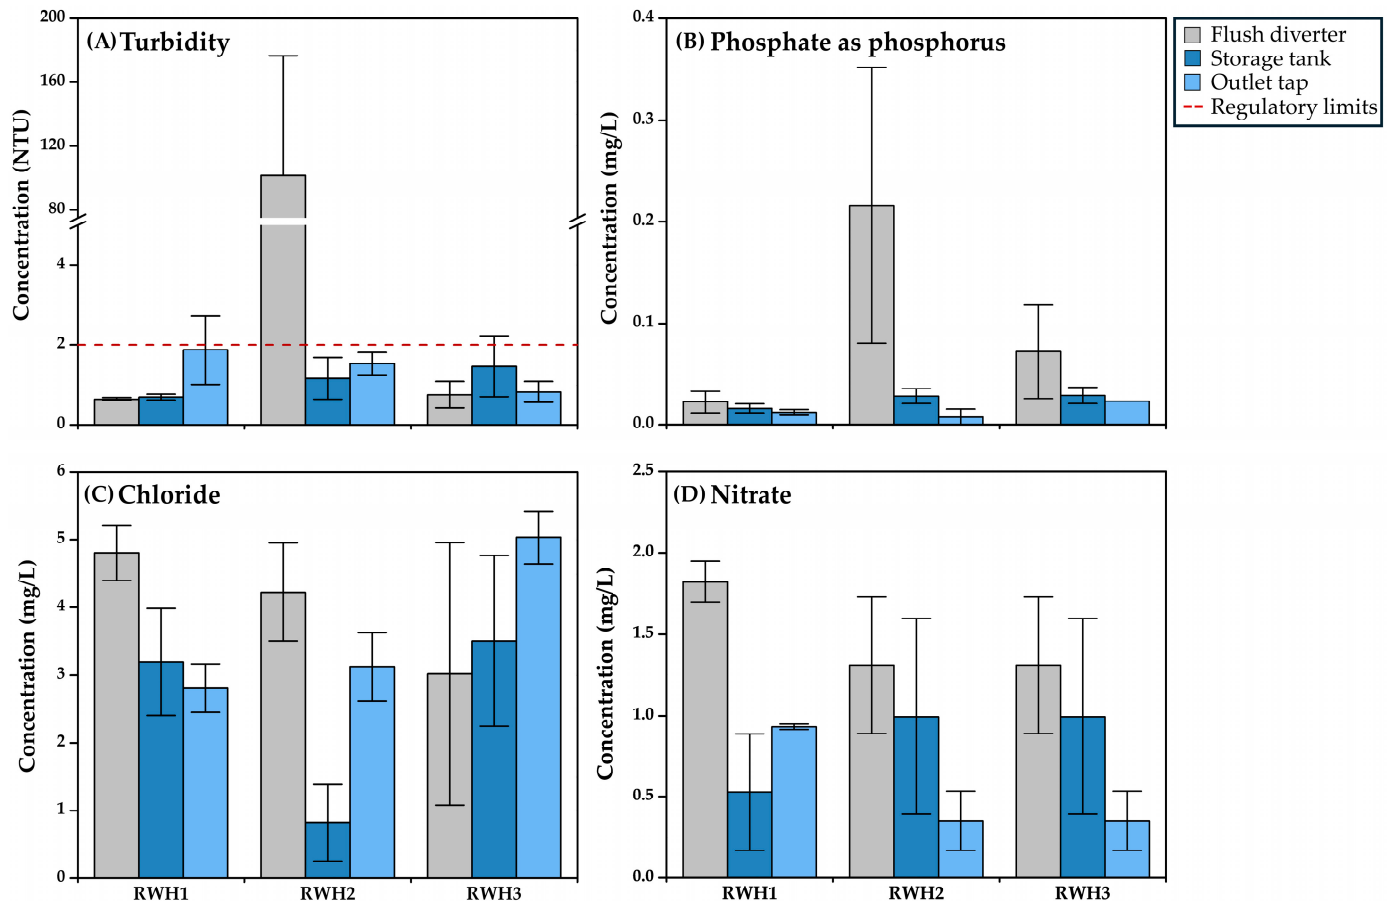 (A) Turbidity
200
160
120
80
4
2
0
Concentration (NTU)
(B) Phosphate as phosphorus
0.4
0.3
0.2
0.1
0.0
Concentration (mg/L)
Flush diverter
Storage tank
Outlet tap
Regulatory limits
(C) Chloride
6
5
4
3
2
1
0
Concentration (mg/L)
RWH1 RWH2 RWH3
(D) Nitrate
2.5
2.0
1.5
1.0
0.5
0.0
Concentration (mg/L)
RWH1 RWH2 RWH3